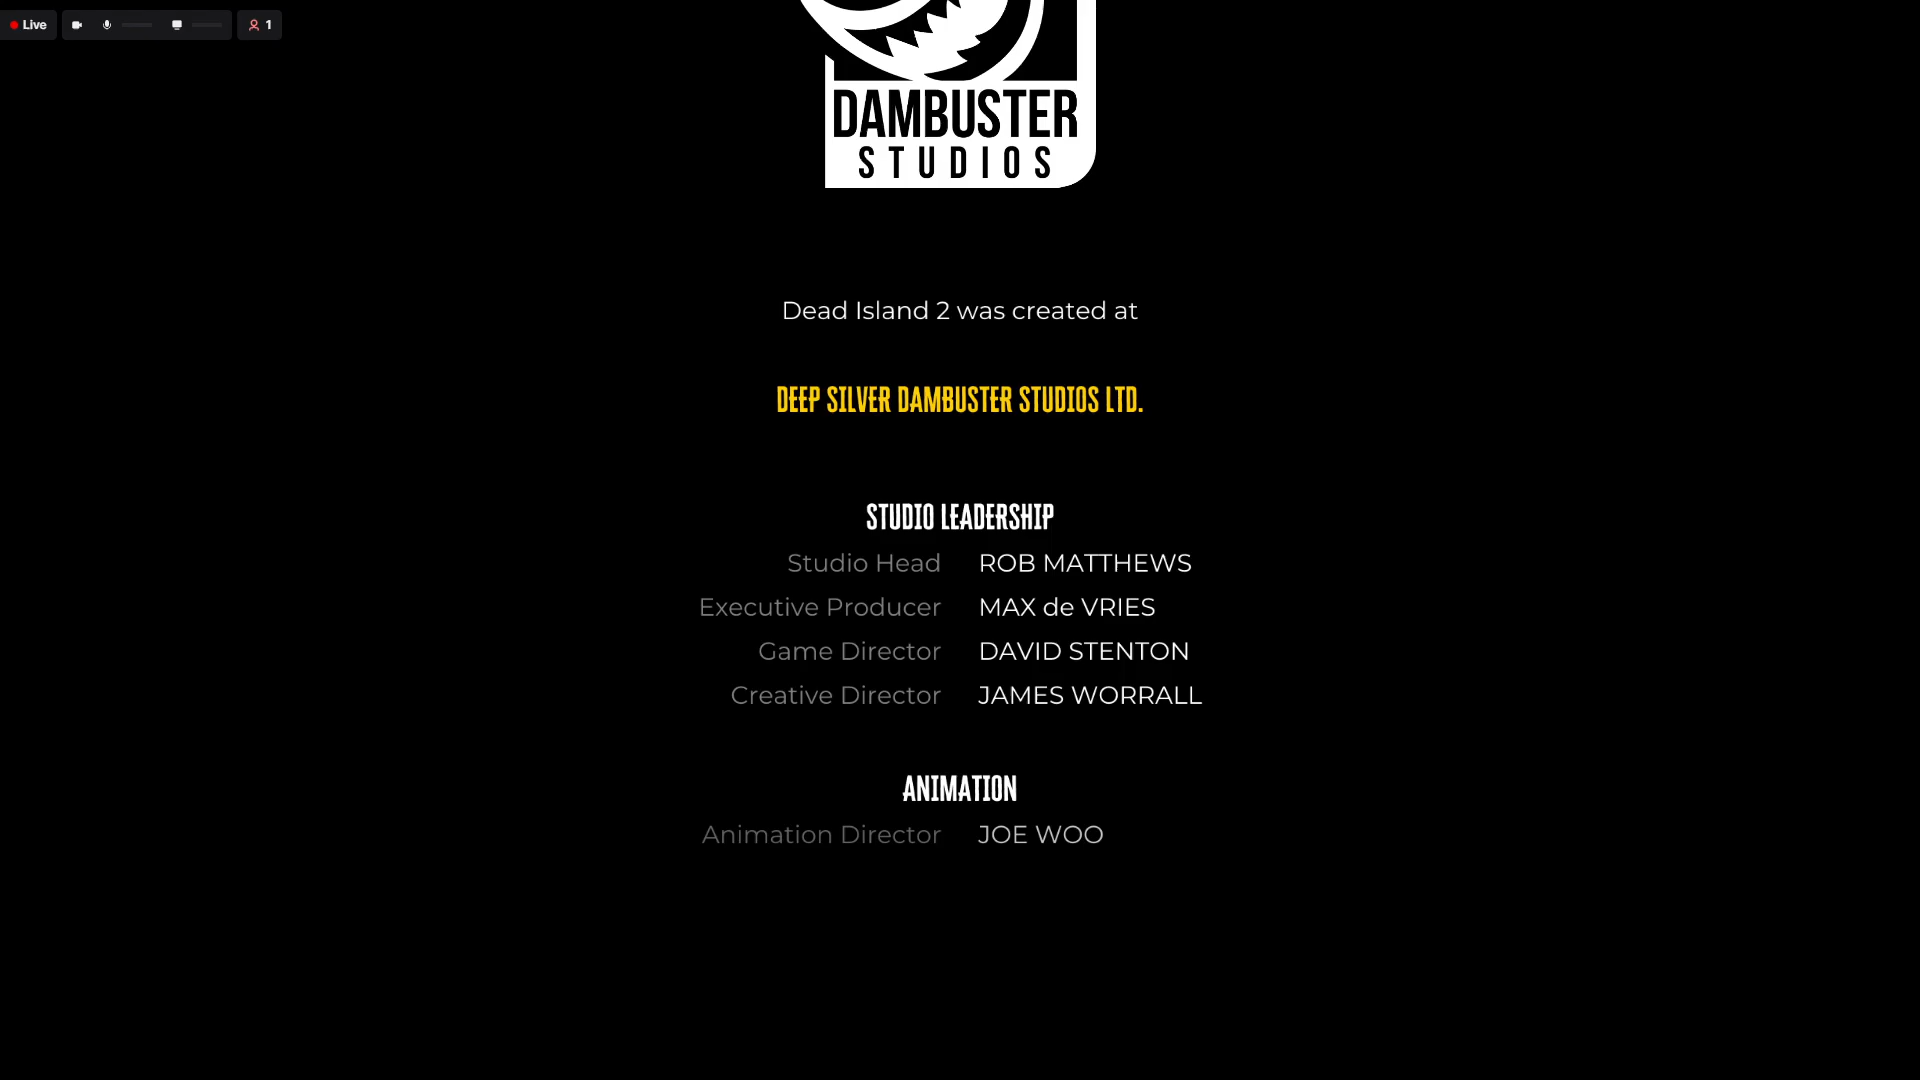 Live
1
DAMBUSTER
STUDIOS
Dead Island 2 was created at
DEEP SILVER DAMBUSTER STUDIOS LTD.
STUDIO LEADERSHIP
Studio Head ROB MATTHEWS
Executive Producer MAX de VRIES
Game Director DAVID STENTON
Creative Director JAMES WORRALL
ANIMATION
Animation Director JOE WOO